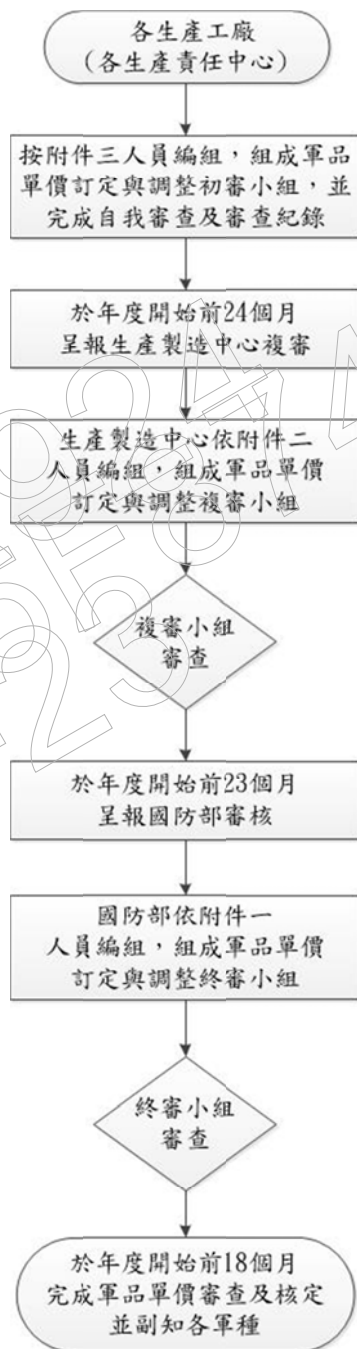 各生產工廠
（各生產責任中心）
按附件三人員編組，組成軍品
單價訂定與調整初審小組，並
完成自我審查及審查紀錄
於年度開始前24個月
呈報生產製造中心複審
生產製造中心依附件二
人員編組，組成軍品單價
訂定與調整複審小組
複審小組
審查
於年度開始前23個月
呈報國防部審核
國防部依附件一
人員編組，組成軍品單價
訂定與調整終審小組
終審小組
審查
於年度開始前18個月
完成軍品單價審查及核定
並副知各軍種